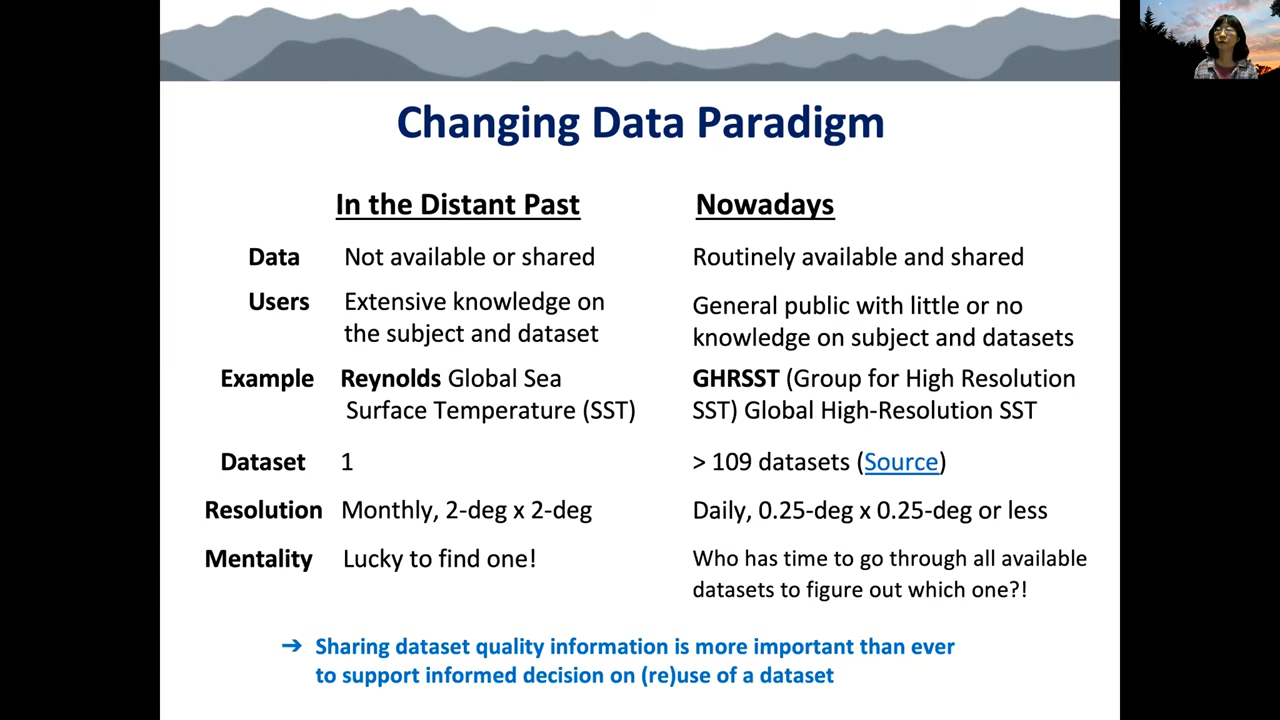 Changing Data Paradigm
In the Distant Past Nowadays
Data Not available or shared Routinely available and shared
Users Extensive knowledge on
the subject and dataset
General public with little or no
knowledge on subject and datasets
Example Reynolds Global Sea
Surface Temperature (SST)
GHRSST (Group for High Resolution
SST) Global High-Resolution SST
Dataset 1 > 109 datasets (Source)
Resolution Monthly, 2-deg x 2-deg Daily, 0.25-deg x 0.25-deg or less
Mentality Lucky to find one!
Who has time to go through all available
datasets to figure out which one?!
➔ Sharing dataset quality information is more important than ever
to support informed decision on (re)use of a dataset